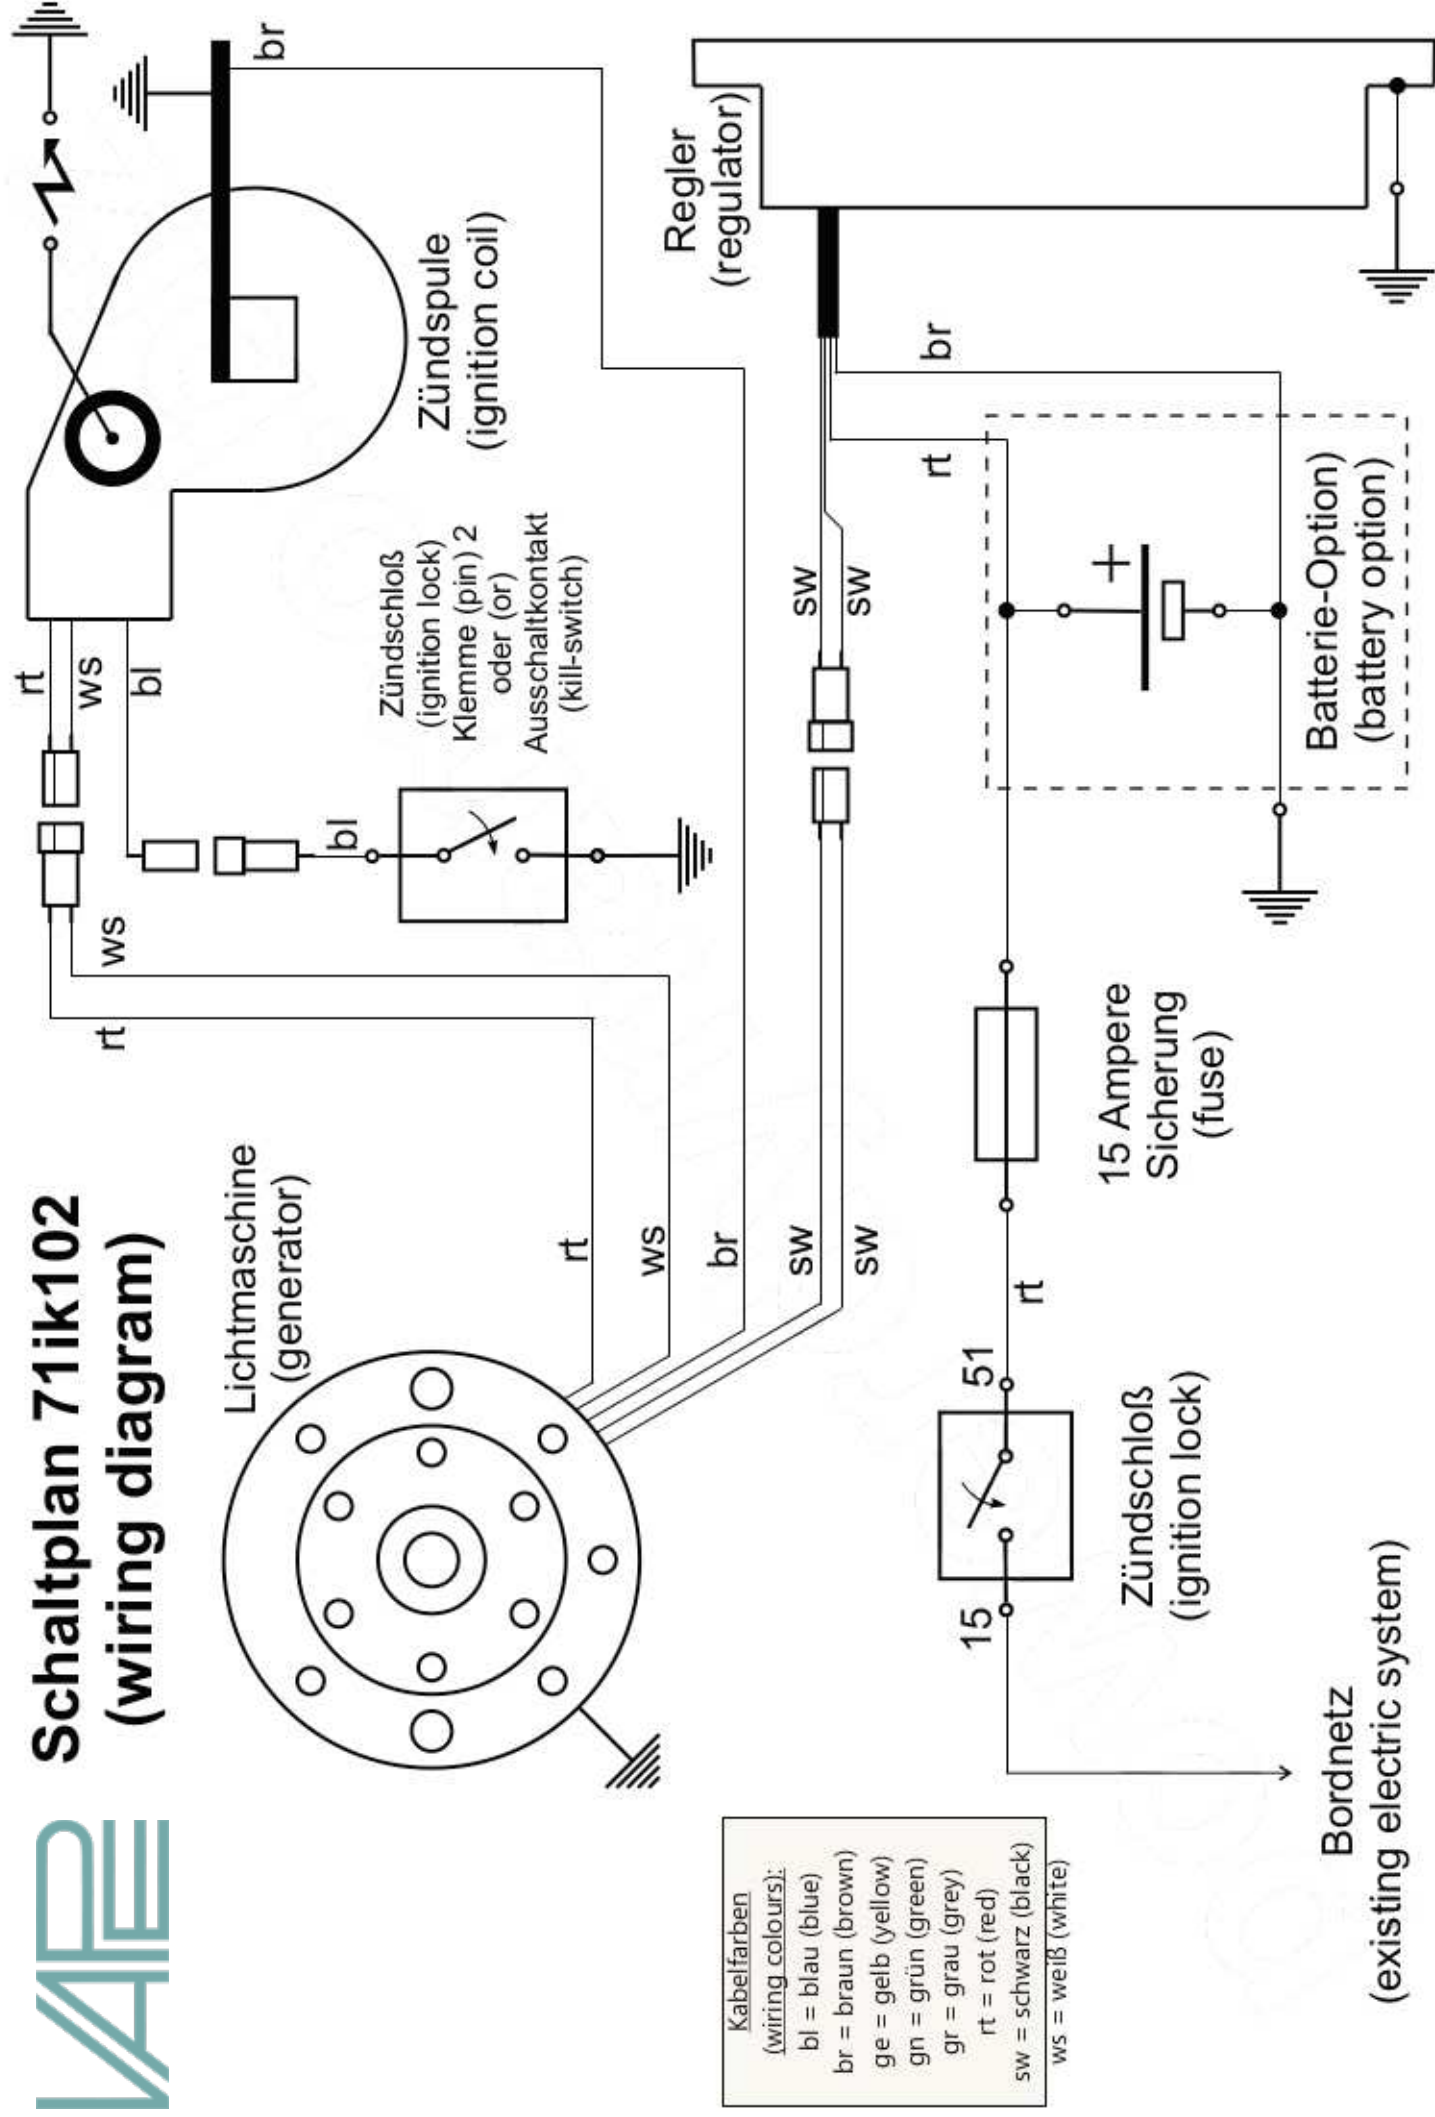 VAPE
Schaltplan 71ik102
(wiring diagram)
Lichtmaschine
(generator)
rt
ws
br
sw
sw
rt
ws
rt
ws
bl
bl
Zündschloß
(ignition lock)
Klemme (pin) 2
oder (or)
Ausschaltkontakt
(kill-switch)
Zündspule
(ignition coil)
br
Regler
(regulator)
sw
sw
rt
br
+
Batterie-Option)
(battery option)
15 Ampere
Sicherung
(fuse)
rt
51
15
Zündschloß
(ignition lock)
Bordnetz
(existing electric system)
Kabelfarben
(wiring colours):
bl = blau (blue)
br = braun (brown)
ge = gelb (yellow)
gn = grün (green)
gr = grau (grey)
rt = rot (red)
sw = schwarz (black)
ws = weiß (white)